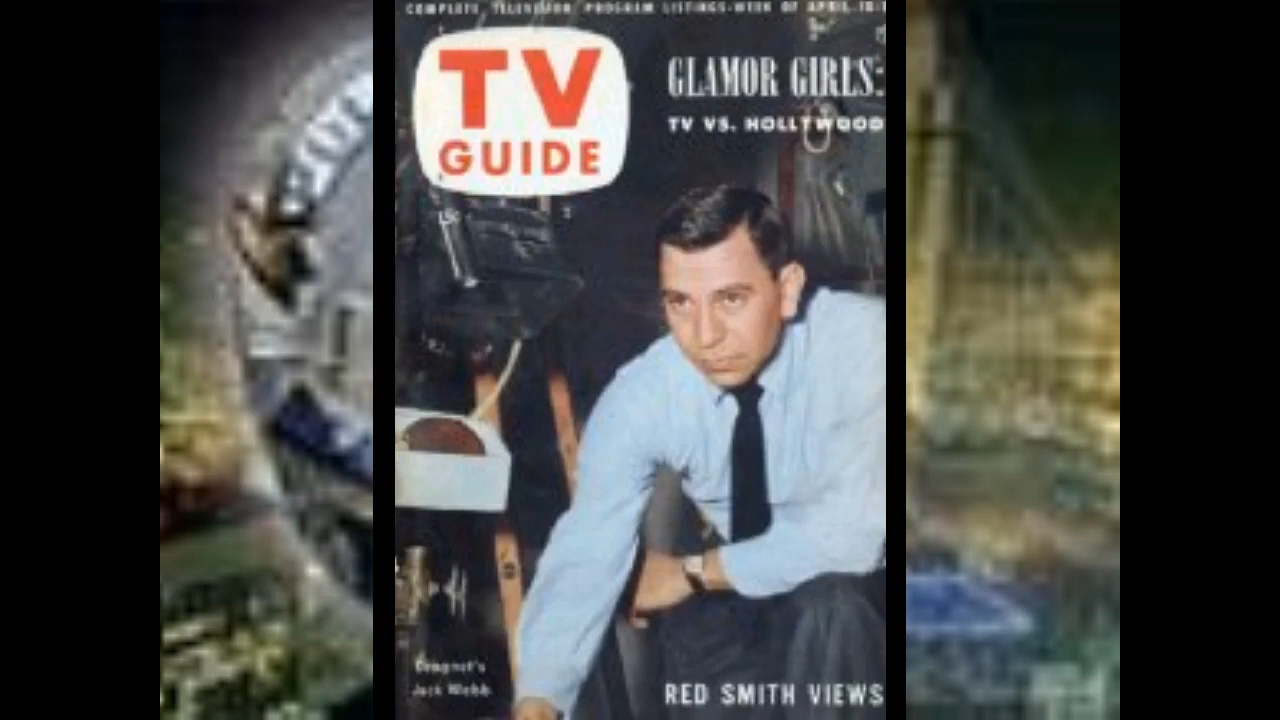 COMPLETE TELEVISION PROGRAM LISTINGS-WEEK OF APRIL
TV
GUIDE
GLAMOR GIRLS:
TV VS. HOLLYWOOD
Dragnet's
Jack Webb
RED SMITH VIEWS